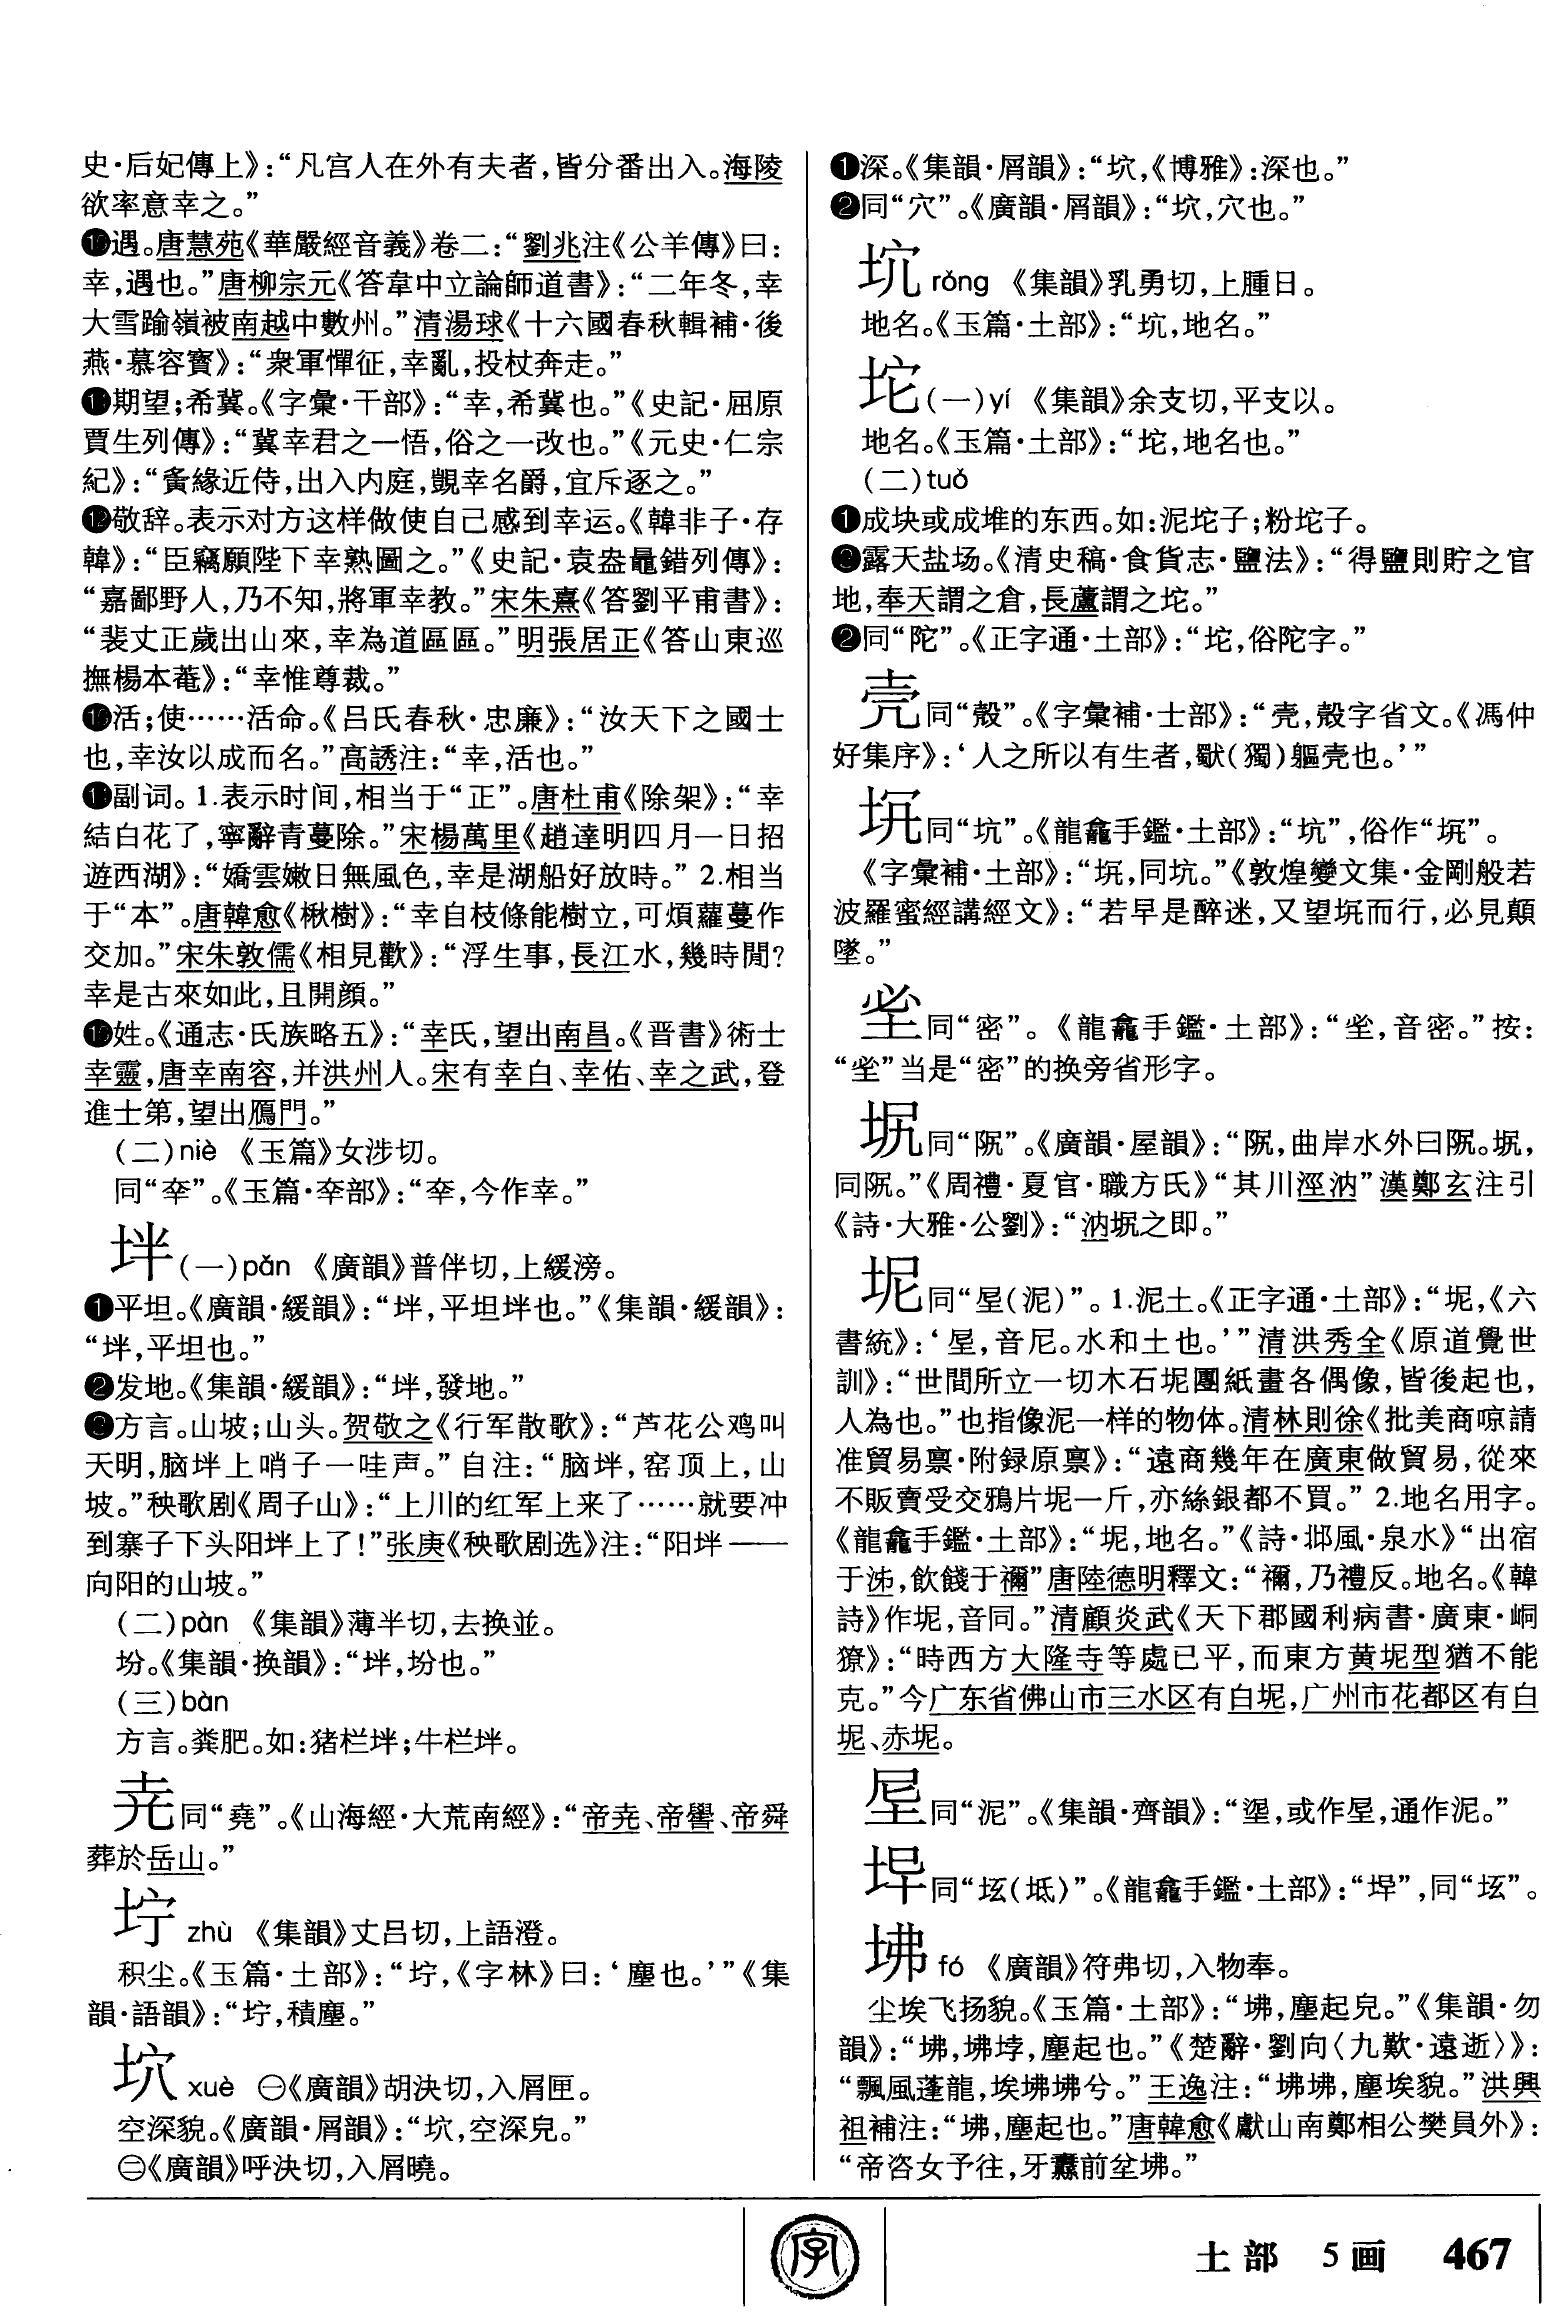 史·后妃傳上》：“凡宫人在外有夫者，皆分番出入。海陵
欲率意幸之。”
❿遇。唐慧苑《華嚴經音義》卷二：“劉兆注《公羊傳》曰：
幸，遇也。”唐柳宗元《答韋中立論師道書》：“二年冬，幸
大雪踰嶺被南越中數州。”清湯球《十六國春秋輯補·後
燕·慕容寶》：“衆軍憚征，幸亂，投杖奔走。”
⓫期望；希冀。《字彙·干部》：“幸，希冀也。”《史記·屈原
賈生列傳》：“冀幸君之一悟，俗之一改也。”《元史·仁宗
紀》：“夤緣近侍，出入内庭，覬幸名爵，宜斥逐之。”
⓬敬辞。表示对方这样做使自己感到幸运。《韓非子·存
韓》：“臣竊願陛下幸熟圖之。”《史記·袁盎鼂錯列傳》：
“嘉鄙野人，乃不知，將軍幸教。”宋朱熹《答劉平甫書》：
“裴丈正歲出山來，幸為道區區。”明張居正《答山東巡
撫楊本菴》：“幸惟尊裁。”
⓭活；使……活命。《吕氏春秋·忠廉》：“汝天下之國士
也，幸汝以成而名。”高誘注：“幸，活也。”
⓮副词。1.表示时间，相当于“正”。唐杜甫《除架》：“幸
結白花了，寧辭青蔓除。”宋楊萬里《趙達明四月一日招
遊西湖》：“嬌雲嫩日無風色，幸是湖船好放時。” 2.相当
于“本”。唐韓愈《楸樹》：“幸自枝條能樹立，可煩蘿蔓作
交加。”宋朱敦儒《相見歡》：“浮生事，長江水，幾時閒？
幸是古來如此，且開顔。”
⓯姓。《通志·氏族略五》：“幸氏，望出南昌。《晋書》術士
幸靈，唐幸南容，并洪州人。宋有幸白、幸佑、幸之武，登
進士第，望出鴈門。”
（二）niè 《玉篇》女涉切。
同“㚔”。《玉篇·㚔部》：“㚔，今作幸。”
坢（一）pǎn 《廣韻》普伴切，上緩滂。
❶平坦。《廣韻·緩韻》：“坢，平坦坢也。”《集韻·緩韻》：
“坢，平坦也。”
❷发地。《集韻·緩韻》：“坢，發地。”
❸方言。山坡；山头。贺敬之《行军散歌》：“芦花公鸡叫
天明，脑坢上哨子一哇声。”自注：“脑坢，窑顶上，山
坡。”秧歌剧《周子山》：“上川的红军上来了……就要冲
到寨子下头阳坢上了！”张庚《秧歌剧选》注：“阳坢——
向阳的山坡。”
（二）pàn 《集韻》薄半切，去换並。
坋。《集韻·换韻》：“坢，坋也。”
（三）bàn
方言。粪肥。如：猪栏坢；牛栏坢。
尭同“堯”。《山海經·大荒南經》：“帝尭、帝嚳、帝舜
葬於岳山。”
坾 zhù 《集韻》丈吕切，上語澄。
积尘。《玉篇·土部》：“坾，《字林》曰：‘塵也。’”《集
韻·語韻》：“坾，積塵。”
坹 xuè ㊀《廣韻》胡決切，入屑匣。
空深貌。《廣韻·屑韻》：“坹，空深皃。”
㊁《廣韻》呼決切，入屑曉。
❶深。《集韻·屑韻》：“坹，《博雅》：深也。”
❷同“穴”。《廣韻·屑韻》：“坹，穴也。”
坈 rǒng 《集韻》乳勇切，上腫日。
地名。《玉篇·土部》：“坈，地名。”
坨（一）yí 《集韻》余支切，平支以。
地名。《玉篇·土部》：“坨，地名也。”
（二）tuǒ
❶成块或成堆的东西。如：泥坨子；粉坨子。
❸露天盐场。《清史稿·食貨志·鹽法》：“得鹽則貯之官
地，奉天謂之倉，長蘆謂之坨。”
❷同“陀”。《正字通·土部》：“坨，俗陀字。”
壳同“殻”。《字彙補·士部》：“壳，殻字省文。《馮仲
好集序》：‘人之所以有生者，歜（獨）軀壳也。’”
同“坑”。《龍龕手鑑·土部》：“坑”，俗作“”。
《字彙補·土部》：“，同坑。”《敦煌變文集·金剛般若
波羅蜜經講經文》：“若早是醉迷，又望而行，必見顛
墜。”
同“密”。《龍龕手鑑·土部》：“，音密。”按：
“”当是“密”的换旁省形字。
同“阮”。《廣韻·屋韻》：“，曲岸水外曰。，
同。”《周禮·夏官·職方氏》“其川涇汭”漢鄭玄注引
《詩·大雅·公劉》：“汭之即。”
坭同“𡊲（泥）”。1.泥土。《正字通·土部》：“坭，《六
書統》：‘𡊲，音尼。水和土也。’”清洪秀全《原道覺世
訓》：“世間所立一切木石坭團紙畫各偶像，皆後起也，
人為也。”也指像泥一样的物体。清林則徐《批美商喨請
准貿易禀·附録原禀》：“遠商幾年在廣東做貿易，從來
不販賣受交鴉片坭一斤，亦絲銀都不買。” 2.地名用字。
《龍龕手鑑·土部》：“坭，地名。”《詩·邶風·泉水》“出宿
于泲，飲餞于禰”唐陸德明釋文：“禰，乃禮反。地名。《韓
詩》作坭，音同。”清顧炎武《天下郡國利病書·廣東·峒
獠》：“時西方大隆寺等處已平，而東方黄坭型猶不能
克。”今广东省佛山市三水区有白坭，广州市花都区有白
坭、赤坭。
𡊲同“泥”。《集韻·齊韻》：“埿，或作𡊲，通作泥。”
同“坘（坻）”。《龍龕手鑑·土部》：“”，同“坘”。
坲 fó 《廣韻》符弗切，入物奉。
尘埃飞扬貌。《玉篇·土部》：“坲，塵起皃。”《集韻·勿
韻》：“坲，坲㘿，塵起也。”《楚辭·劉向〈九歎·遠逝〉》：
“飄風蓬龍，埃坲坲兮。”王逸注：“坲坲，塵埃貌。”洪興
祖補注：“坲，塵起也。”唐韓愈《獻山南鄭相公樊員外》：
“帝咨女予往，牙纛前坌坲。”
土部 5画 467